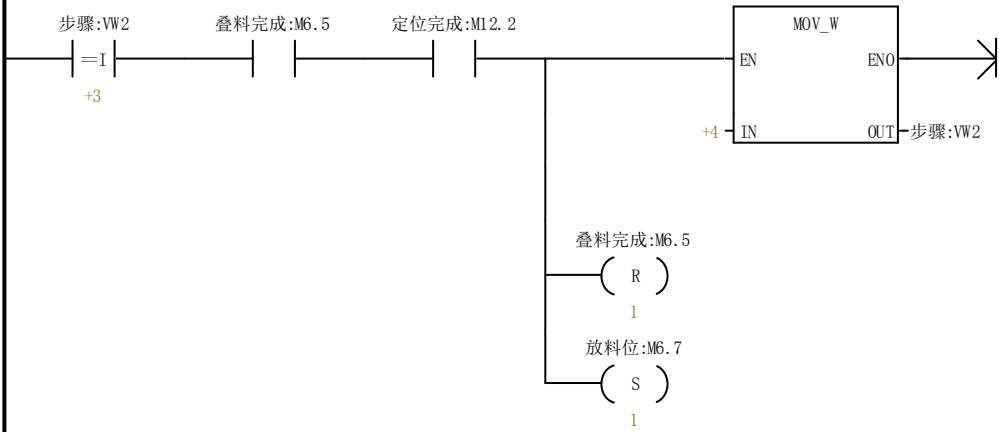 步骤:VW2 叠料完成:M6.5 定位完成:M12.2 MOV_W
=I EN ENO
+3
+4 IN OUT 步骤:VW2
叠料完成:M6.5
R
1
放料位:M6.7
S
1